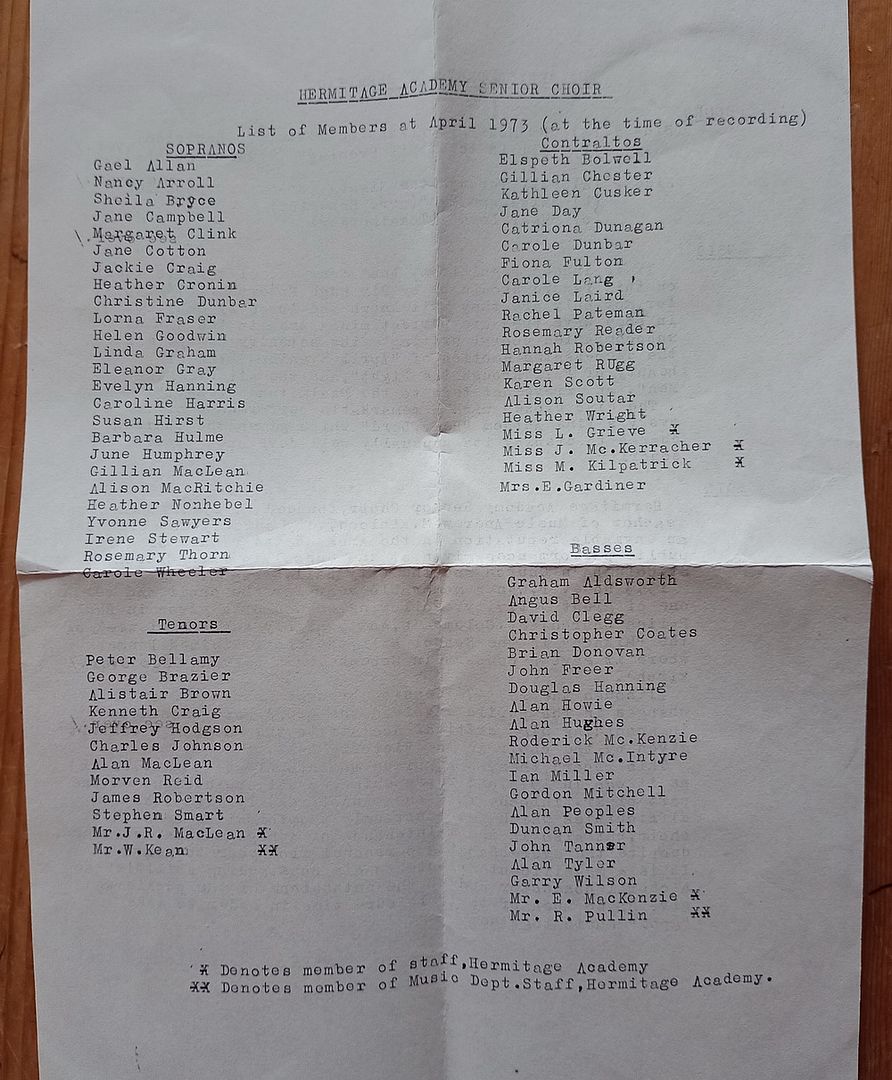 HERMITAGE ACADEMY SENIOR CHOIR
List of Members at April 1973 (at the time of recording)
SOPRANOS
Gael Allan
Nancy Arroll
Sheila Bryce
Jane Campbell
Margaret Clink
Jane Cotton
Jackie Craig
Heather Cronin
Christine Dunbar
Lorna Fraser
Helen Goodwin
Linda Graham
Eleanor Gray
Evelyn Hanning
Caroline Harris
Susan Hirst
Barbara Hulme
June Humphrey
Gillian MacLean
Alison MacRitchie
Heather Nonhebel
Yvonne Sawyers
Irene Stewart
Rosemary Thorn
Carole Wheeler
Tenors
Peter Bellamy
George Brazier
Alistair Brown
Kenneth Craig
Jeffrey Hodgson
Charles Johnson
Alan MacLean
Morven Reid
James Robertson
Stephen Smart
Mr.J.R. MacLean X
Mr.W.Kean XX
Contraltos
Elspeth Bolwell
Gillian Chester
Kathleen Cusker
Jane Day
Catriona Dunagan
Carole Dunbar
Fiona Fulton
Carole Lang
Janice Laird
Rachel Pateman
Rosemary Reader
Hannah Robertson
Margaret RUgg
Karen Scott
Alison Soutar
Heather Wright
Miss L. Grieve X
Miss J. Mc.Kerracher X
Miss M. Kilpatrick X
Mrs.E.Gardiner
Basses
Graham Aldsworth
Angus Bell
David Clegg
Christopher Coates
Brian Donovan
John Freer
Douglas Hanning
Alan Howie
Alan Hughes
Roderick Mc.Kenzie
Michael Mc.Intyre
Ian Miller
Gordon Mitchell
Alan Peoples
Duncan Smith
John Tanner
Alan Tyler
Garry Wilson
Mr. E. MacKenzie X
Mr. R. Pullin XX
X Denotes member of staff,Hermitage Academy
XX Denotes member of Music Dept.Staff,Hermitage Academy.